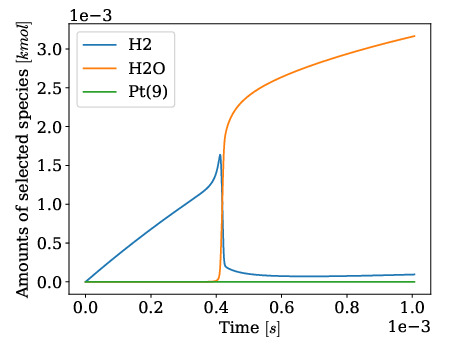 1e−3
Amounts of selected species [kmol]
3.0
2.5
2.0
1.5
1.0
0.5
0.0
H2
H2O
Pt(9)
0.0 0.2 0.4 0.6 0.8 1.0
Time [s]
1e−3